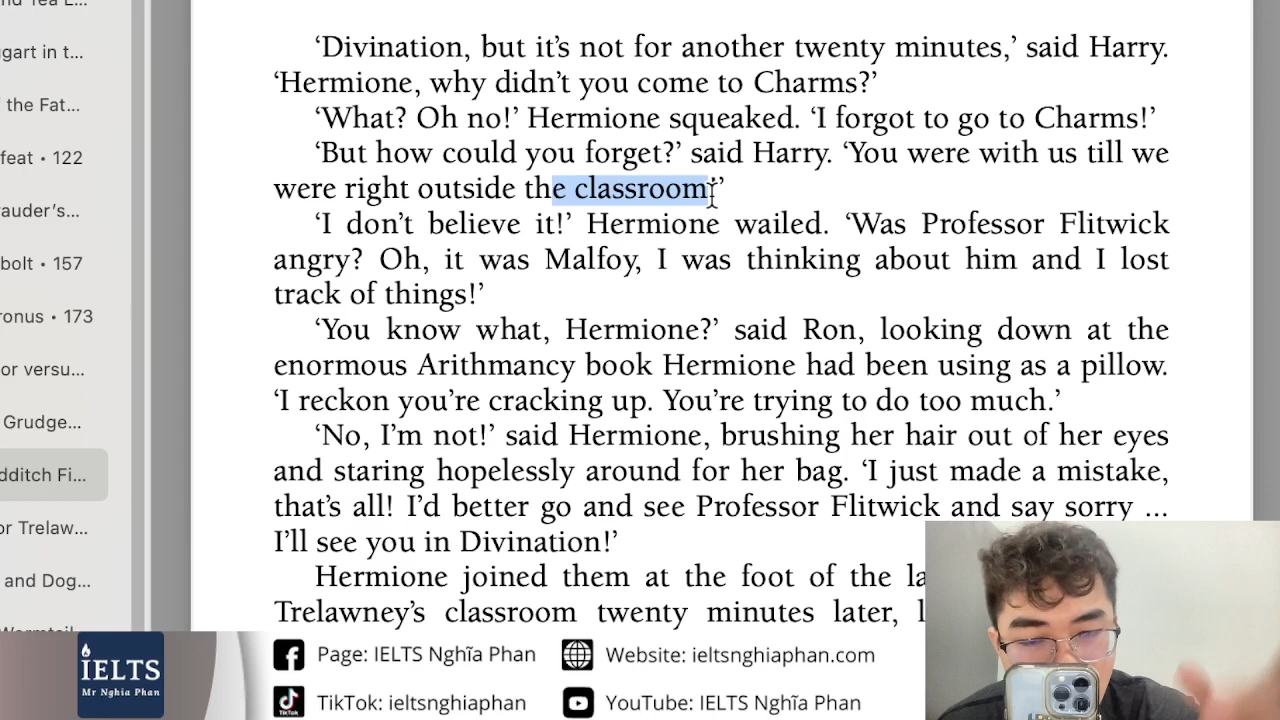 ggart in t
the Fat...
feat • 122
auder's...
bolt • 157
onus • 173
or versu...
Grudge...
dditch Fi...
or Trelaw...
and Dog...
'Divination, but it's not for another twenty minutes,' said Harry.
'Hermione, why didn't you come to Charms?'
'What? Oh no!' Hermione squeaked. 'I forgot to go to Charms!'
'But how could you forget?' said Harry. 'You were with us till we
were right outside the classroom!'
'I don't believe it!' Hermione wailed. 'Was Professor Flitwick
angry? Oh, it was Malfoy, I was thinking about him and I lost
track of things!'
'You know what, Hermione?' said Ron, looking down at the
enormous Arithmancy book Hermione had been using as a pillow.
'I reckon you're cracking up. You're trying to do too much.'
'No, I'm not!' said Hermione, brushing her hair out of her eyes
and staring hopelessly around for her bag. 'I just made a mistake,
that's all! I'd better go and see Professor Flitwick and say sorry ...
I'll see you in Divination!'
Hermione joined them at the foot of the
Trelawney's classroom twenty minutes later,
IELTS
Mr Nghia Phan
Page: IELTS Nghĩa Phan
Website: ieltsnghiaphan.com
TikTok
TikTok: ieltsnghiaphan
YouTube: IELTS Nghĩa Phan